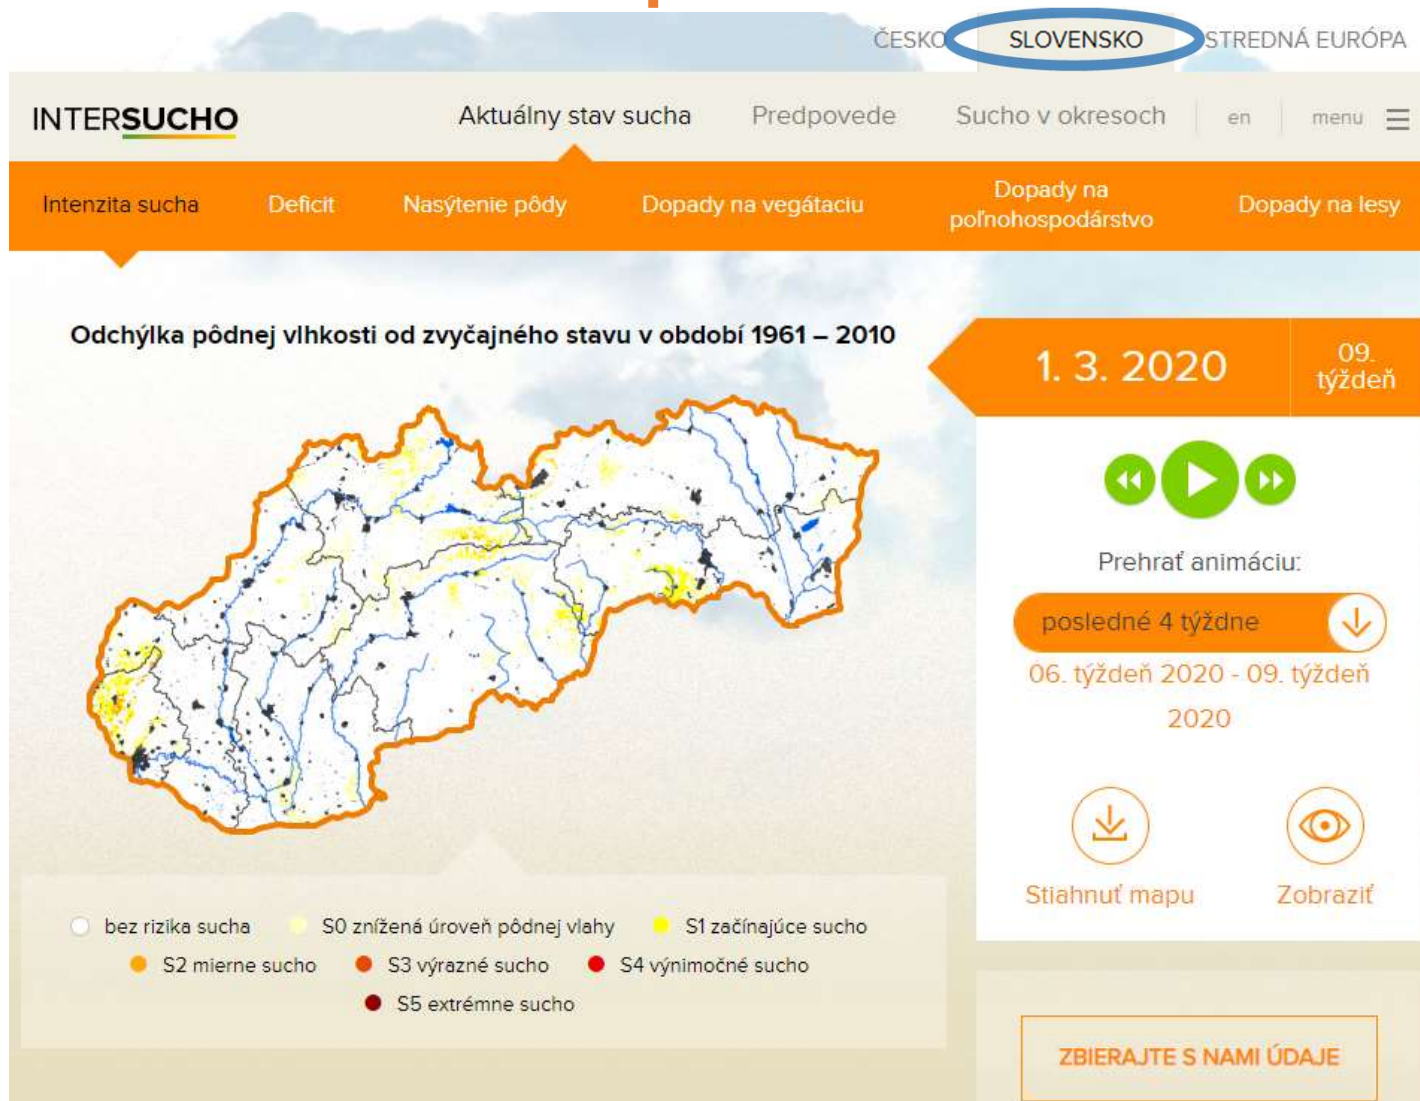 ČESKO SLOVENSKO STREDNÁ EURÓPA
INTERSUCHO Aktuálny stav sucha Predpovede Sucho v okresoch en menu
Intenzita sucha Deficit Nasýtenie pôdy Dopady na vegátaciu Dopady na poľnohospodárstvo Dopady na lesy
Odchýlka pôdnej vlhkosti od zvyčajného stavu v období 1961 – 2010
1. 3. 2020
09.
týždeň
Prehrať animáciu:
posledné 4 týždne
06. týždeň 2020 - 09. týždeň
2020
Stiahnuť mapu Zobraziť
bez rizika sucha S0 znížená úroveň pôdnej vlahy S1 začínajúce sucho
S2 mierne sucho S3 výrazné sucho S4 výnimočné sucho
S5 extrémne sucho
ZBIERAJTE S NAMI ÚDAJE